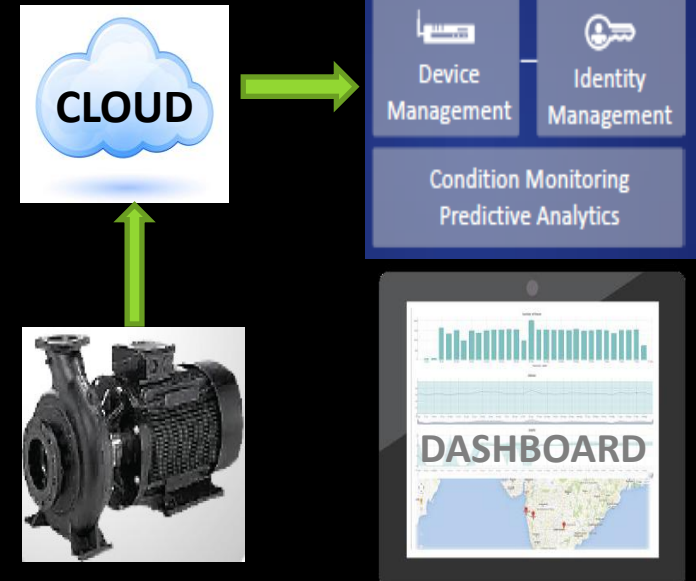 CLOUD
Device
Management
Identity
Management
Condition Monitoring
Predictive Analytics
DASHBOARD